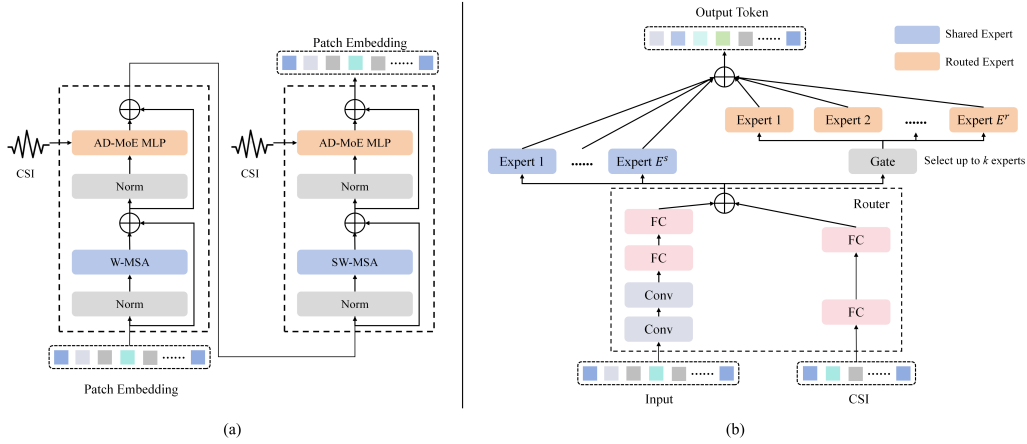 Patch Embedding
......
CSI
AD-MoE MLP
Norm
W-MSA
Norm
......
Patch Embedding
CSI
AD-MoE MLP
Norm
SW-MSA
Norm
(a)
Output Token
......
Shared Expert
Routed Expert
Expert 1
Expert 2
......
Expert E^r
Expert 1
......
Expert E^s
Gate
Select up to k experts
Router
FC
FC
Conv
Conv
FC
FC
......
......
Input
CSI
(b)